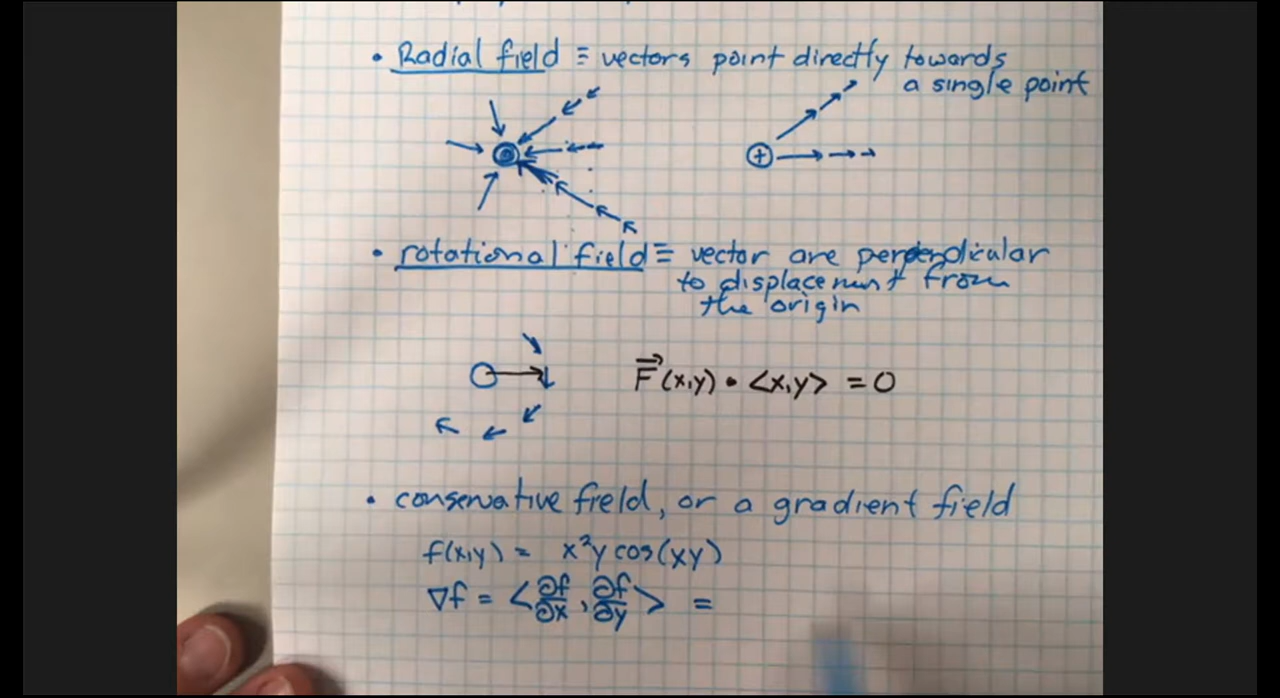 • Radial field ≡ vectors point directly towards
a single point
+
• rotational field ≡ vector are perpendicular
to displacement from
the origin
F⃗(x,y) • <x,y> = 0
• conservative field, or a gradient field
f(x,y) = x²y cos(xy)
∇f = <∂f/∂x, ∂f/∂y> =